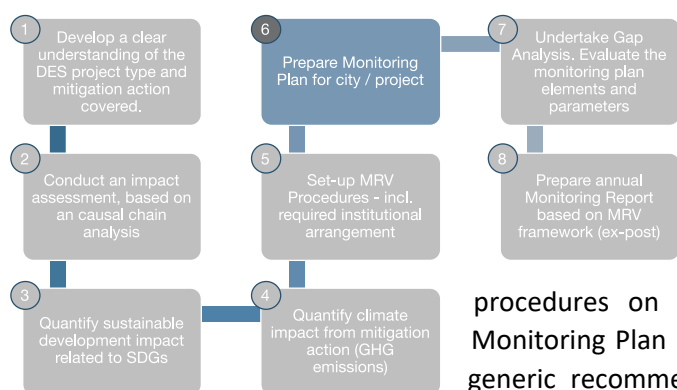 1
Develop a clear
understanding of the
DES project type and
mitigation action
covered.
2
Conduct an impact
assessment, based on
an causal chain
analysis
3
Quantify sustainable
development impact
related to SDGs
4
Quantify climate
impact from mitigation
action (GHG
emissions)
5
Set-up MRV
Procedures - incl.
required institutional
arrangement
6
Prepare Monitoring
Plan for city / project
7
Undertake Gap
Analysis. Evaluate the
monitoring plan
elements and
parameters
8
Prepare annual
Monitoring Report
based on MRV
framework (ex-post)
procedures on
Monitoring Plan
generic recomme